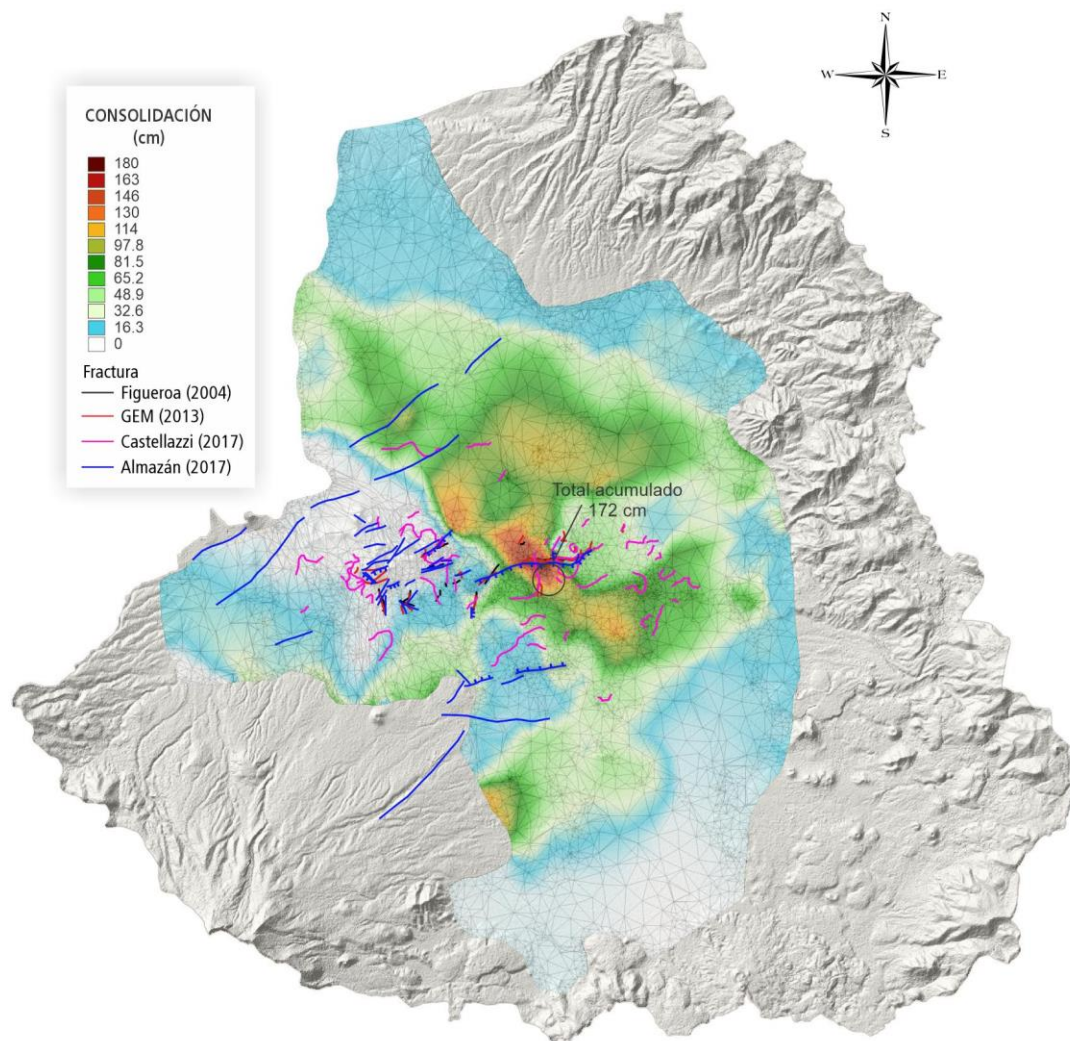 N
W
E
S
CONSOLIDACIÓN
(cm)
180
163
146
130
114
97.8
81.5
65.2
48.9
32.6
16.3
0
Fractura
Figueroa (2004)
GEM (2013)
Castellazzi (2017)
Almazán (2017)
Total acumulado
172 cm